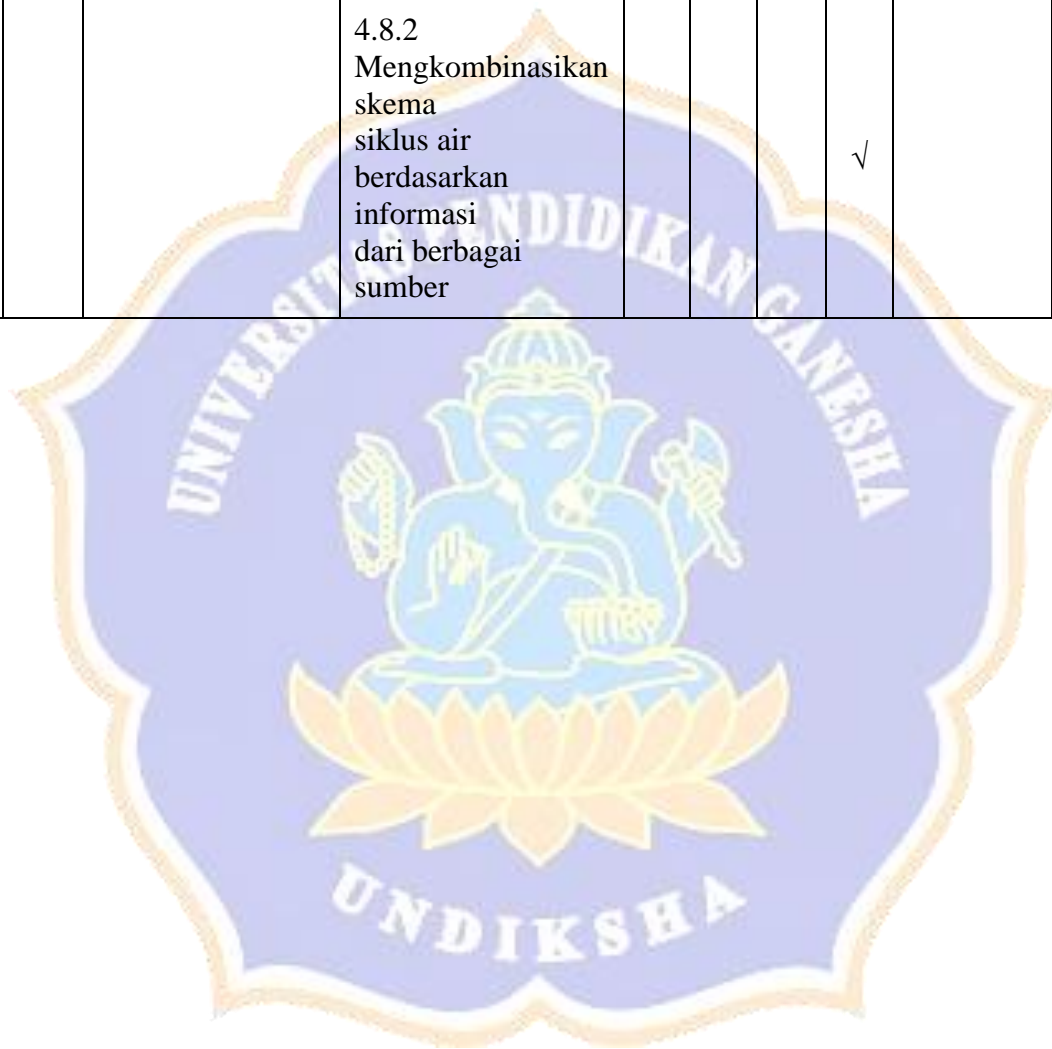 4.8.2
Mengkombinasikan
skema
siklus air
berdasarkan
informasi
dari berbagai
sumber
√
UNIVERSITAS PENDIDIKAN GANESHA
UNDIKSHA